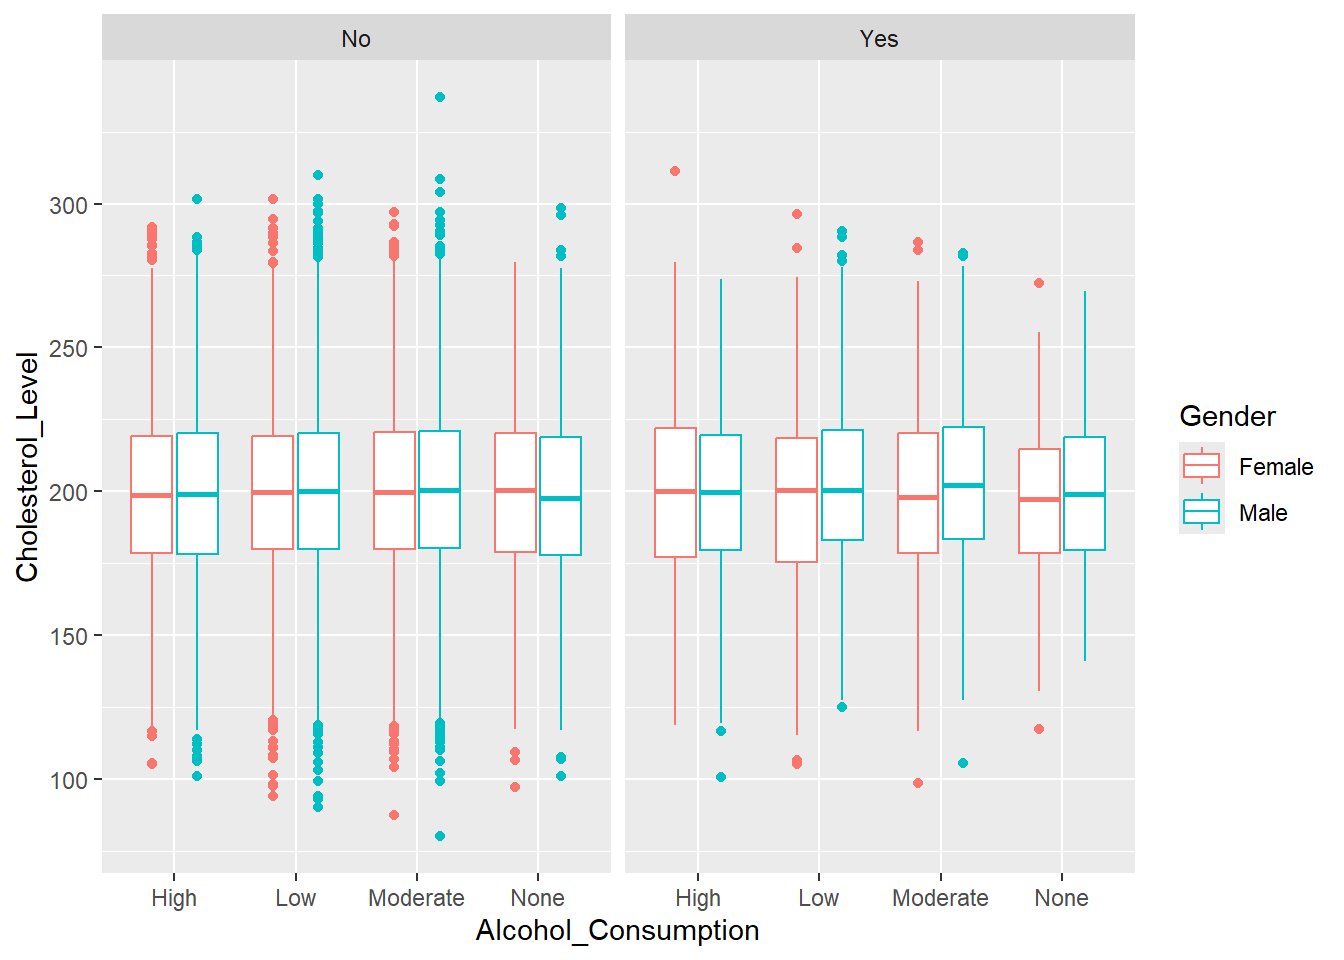 No
Yes
Cholesterol_Level
300
250
200
150
100
High
Low
Moderate
None
High
Low
Moderate
None
Alcohol_Consumption
Gender
Female
Male